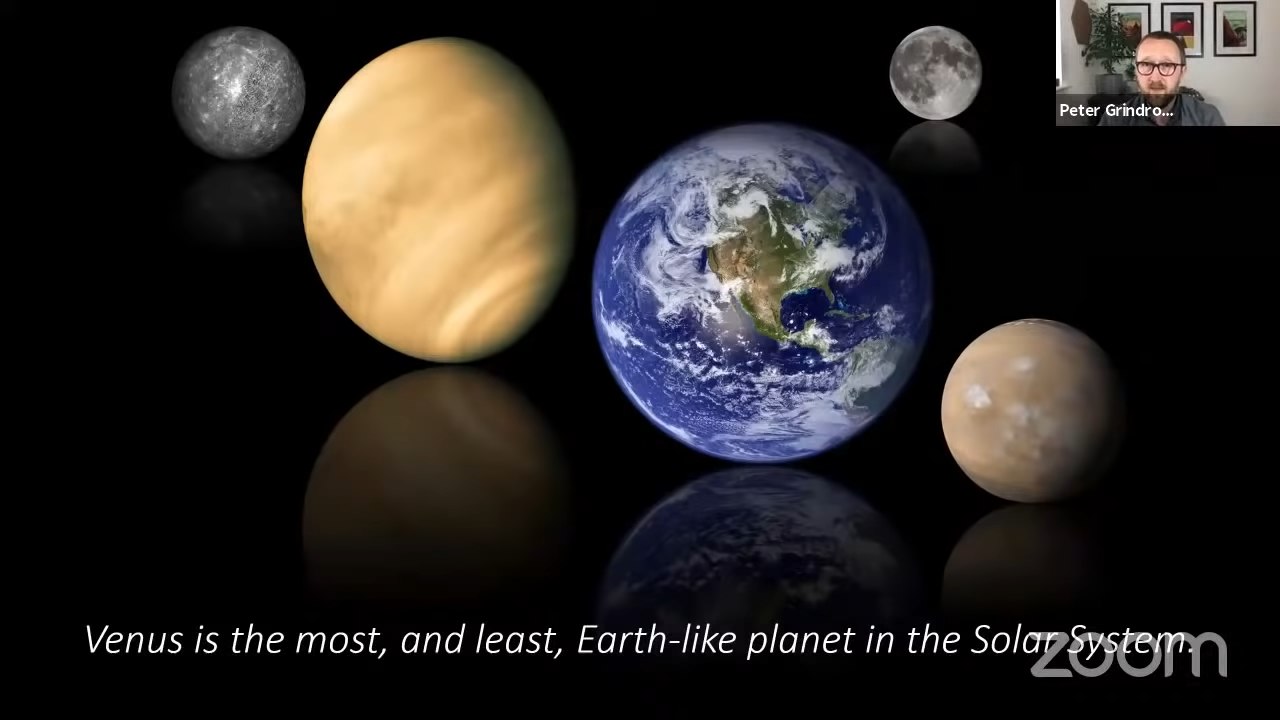 Peter Grindro...
Venus is the most, and least, Earth-like planet in the Solar System.
zoom